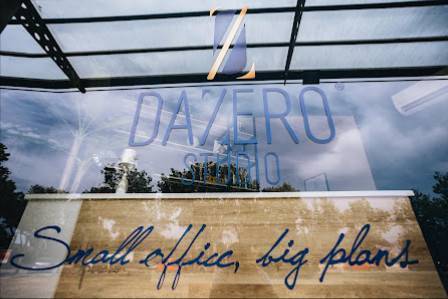 DAZERO
STUDIO
Small office, big plans